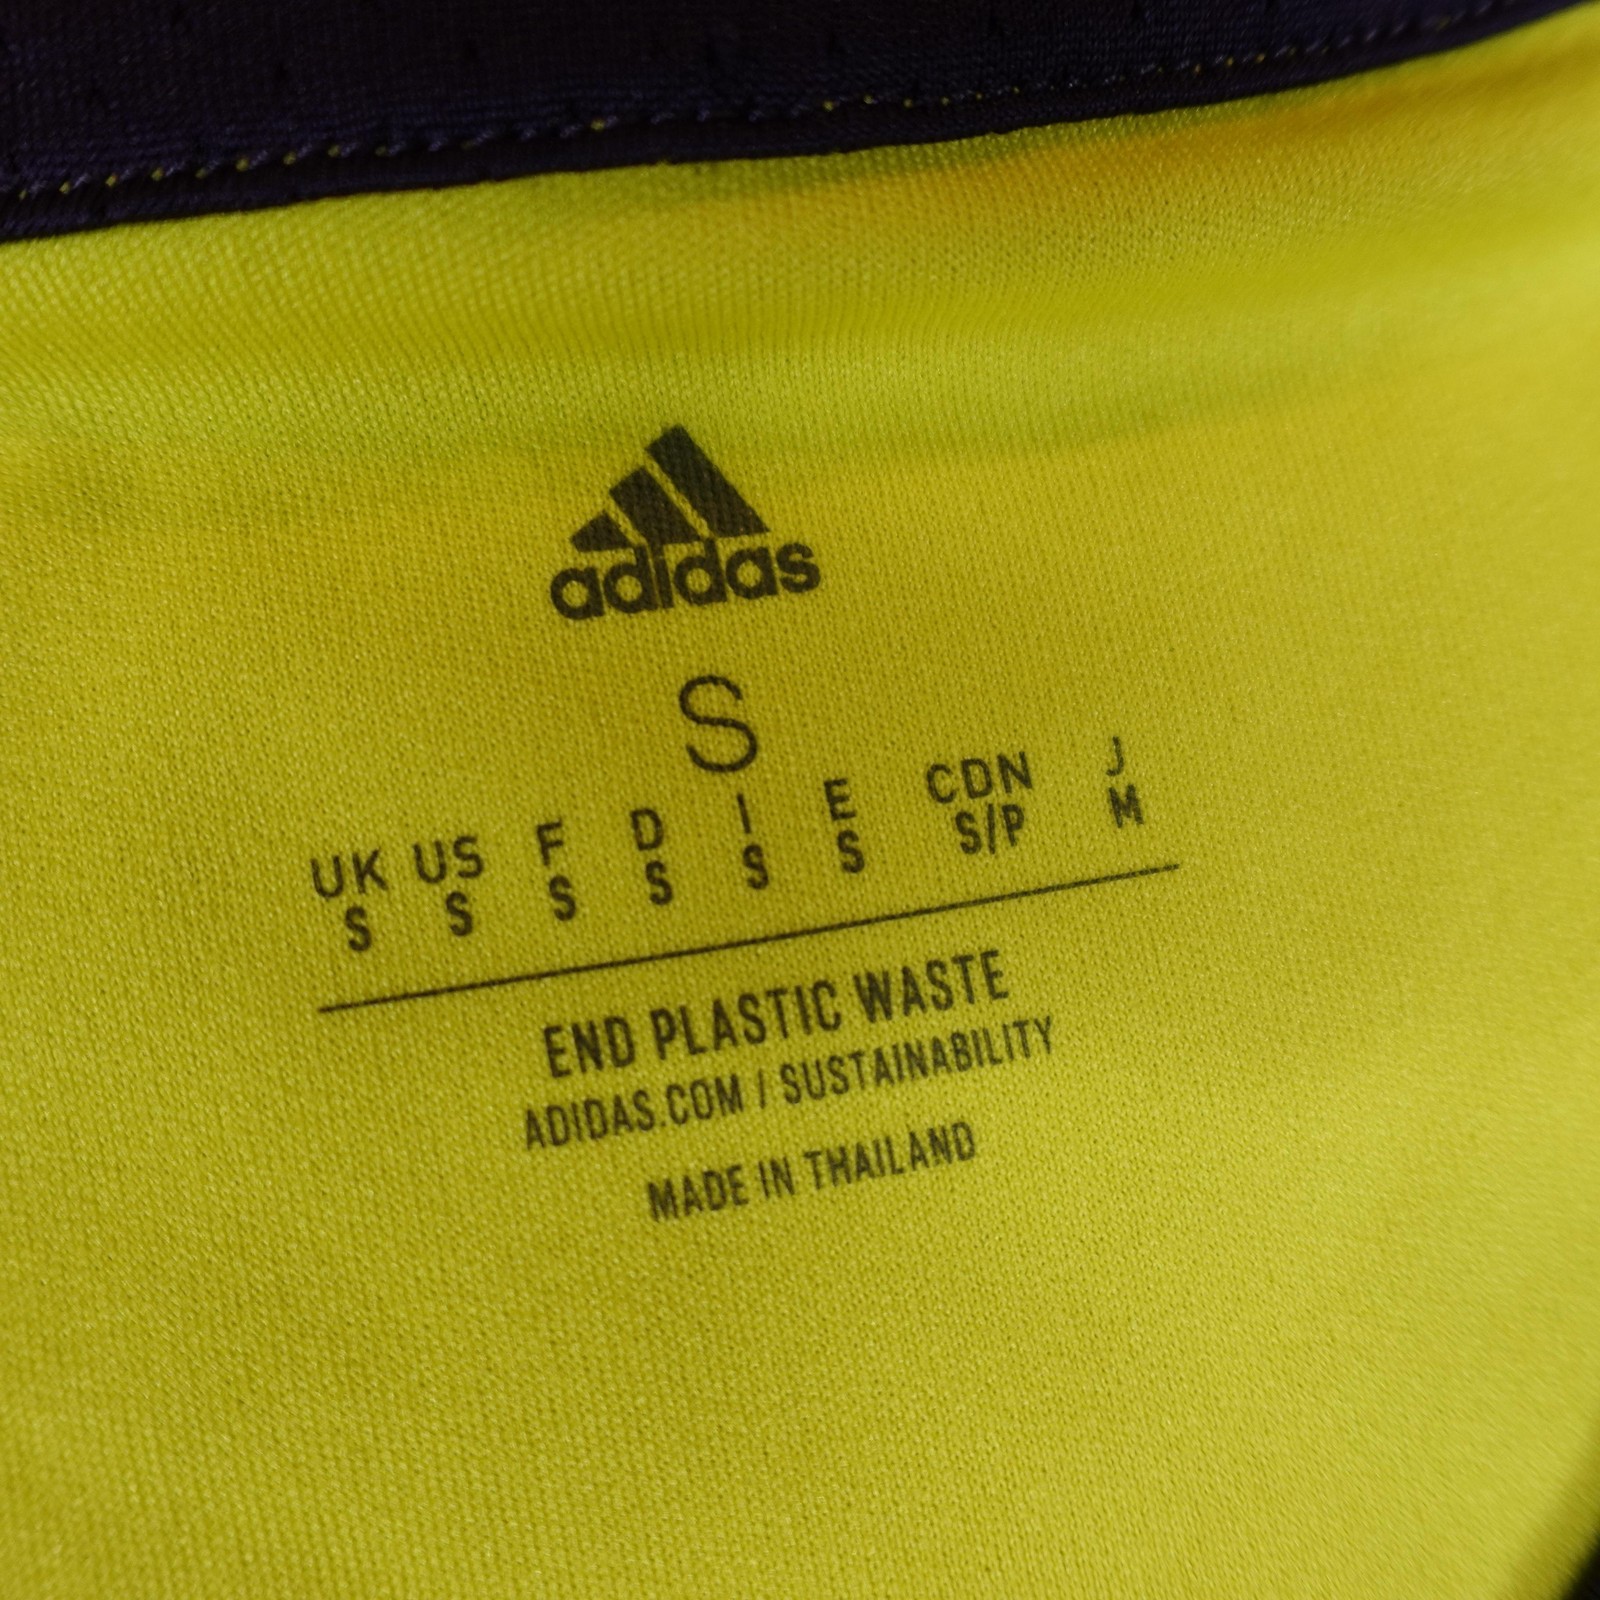 adidas
S
UK US F D I E CDN J
S S S S S S S/P M
END PLASTIC WASTE
ADIDAS.COM / SUSTAINABILITY
MADE IN THAILAND